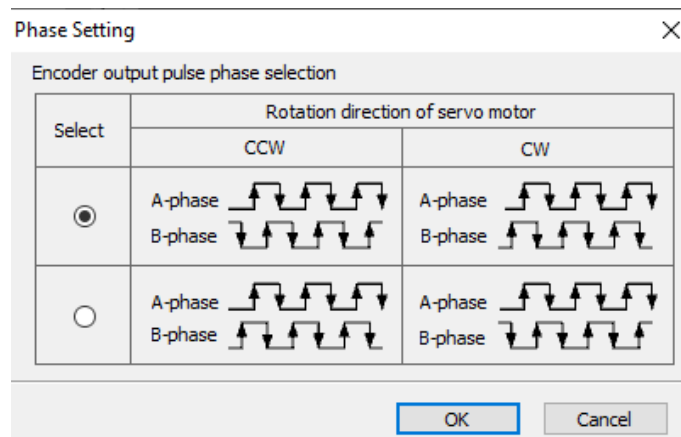 Phase Setting
Encoder output pulse phase selection
Select
Rotation direction of servo motor
CCW
CW
A-phase
B-phase
A-phase
B-phase
A-phase
B-phase
A-phase
B-phase
OK
Cancel